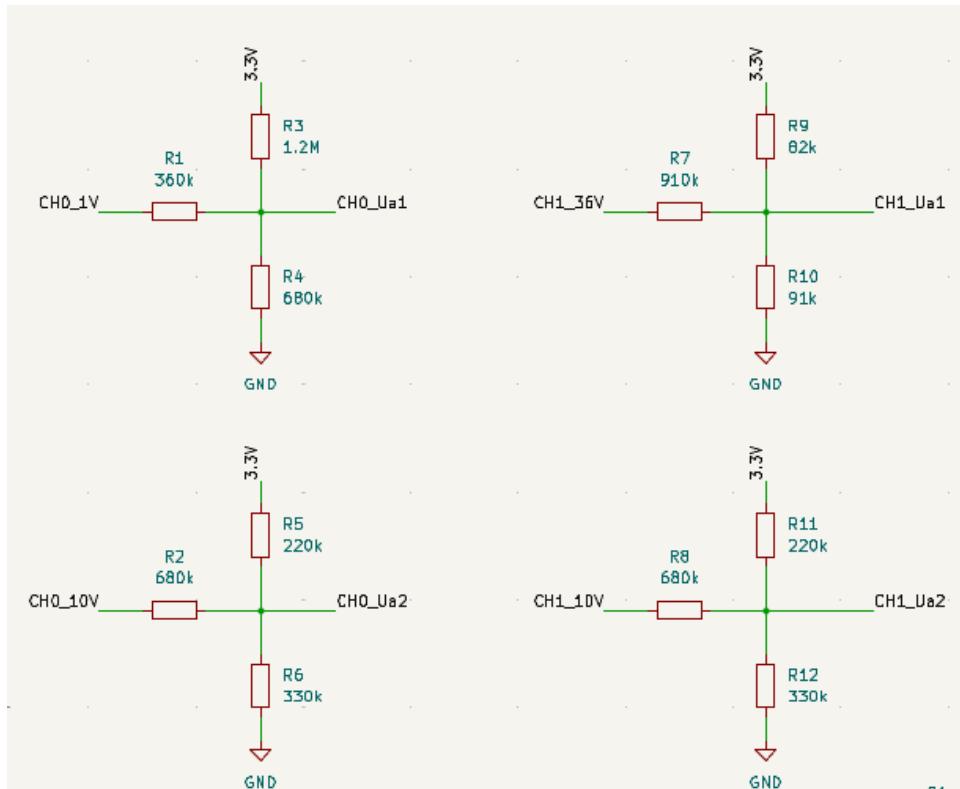 3.3V
R3
1.2M
R1
360k
CH0_1V
CH0_Ua1
R4
680k
GND
3.3V
R9
82k
R7
910k
CH1_36V
CH1_Ua1
R10
91k
GND
3.3V
R5
220k
R2
680k
CH0_10V
CH0_Ua2
R6
330k
GND
3.3V
R11
220k
R8
680k
CH1_10V
CH1_Ua2
R12
330k
GND